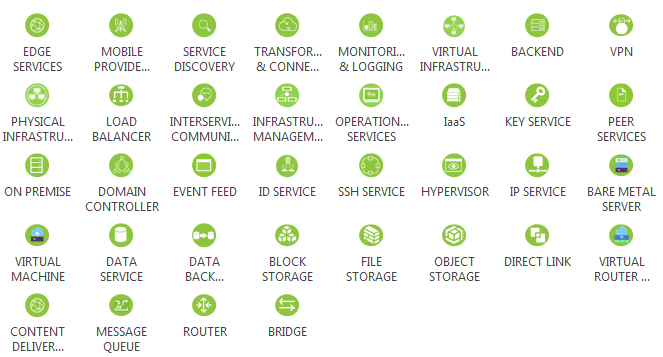 EDGE SERVICES
MOBILE PROVIDE...
SERVICE DISCOVERY
TRANSFOR... & CONNE...
MONITORI... & LOGGING
VIRTUAL INFRASTRU...
BACKEND
VPN
PHYSICAL INFRASTRU...
LOAD BALANCER
INTERSERVI... COMMUNI...
INFRASTRU... MANAGEM...
OPERATION... SERVICES
IaaS
KEY SERVICE
PEER SERVICES
ON PREMISE
DOMAIN CONTROLLER
EVENT FEED
ID SERVICE
SSH SERVICE
HYPERVISOR
IP SERVICE
BARE METAL SERVER
VIRTUAL MACHINE
DATA SERVICE
DATA BACK...
BLOCK STORAGE
FILE STORAGE
OBJECT STORAGE
DIRECT LINK
VIRTUAL ROUTER ...
CONTENT DELIVER...
MESSAGE QUEUE
ROUTER
BRIDGE